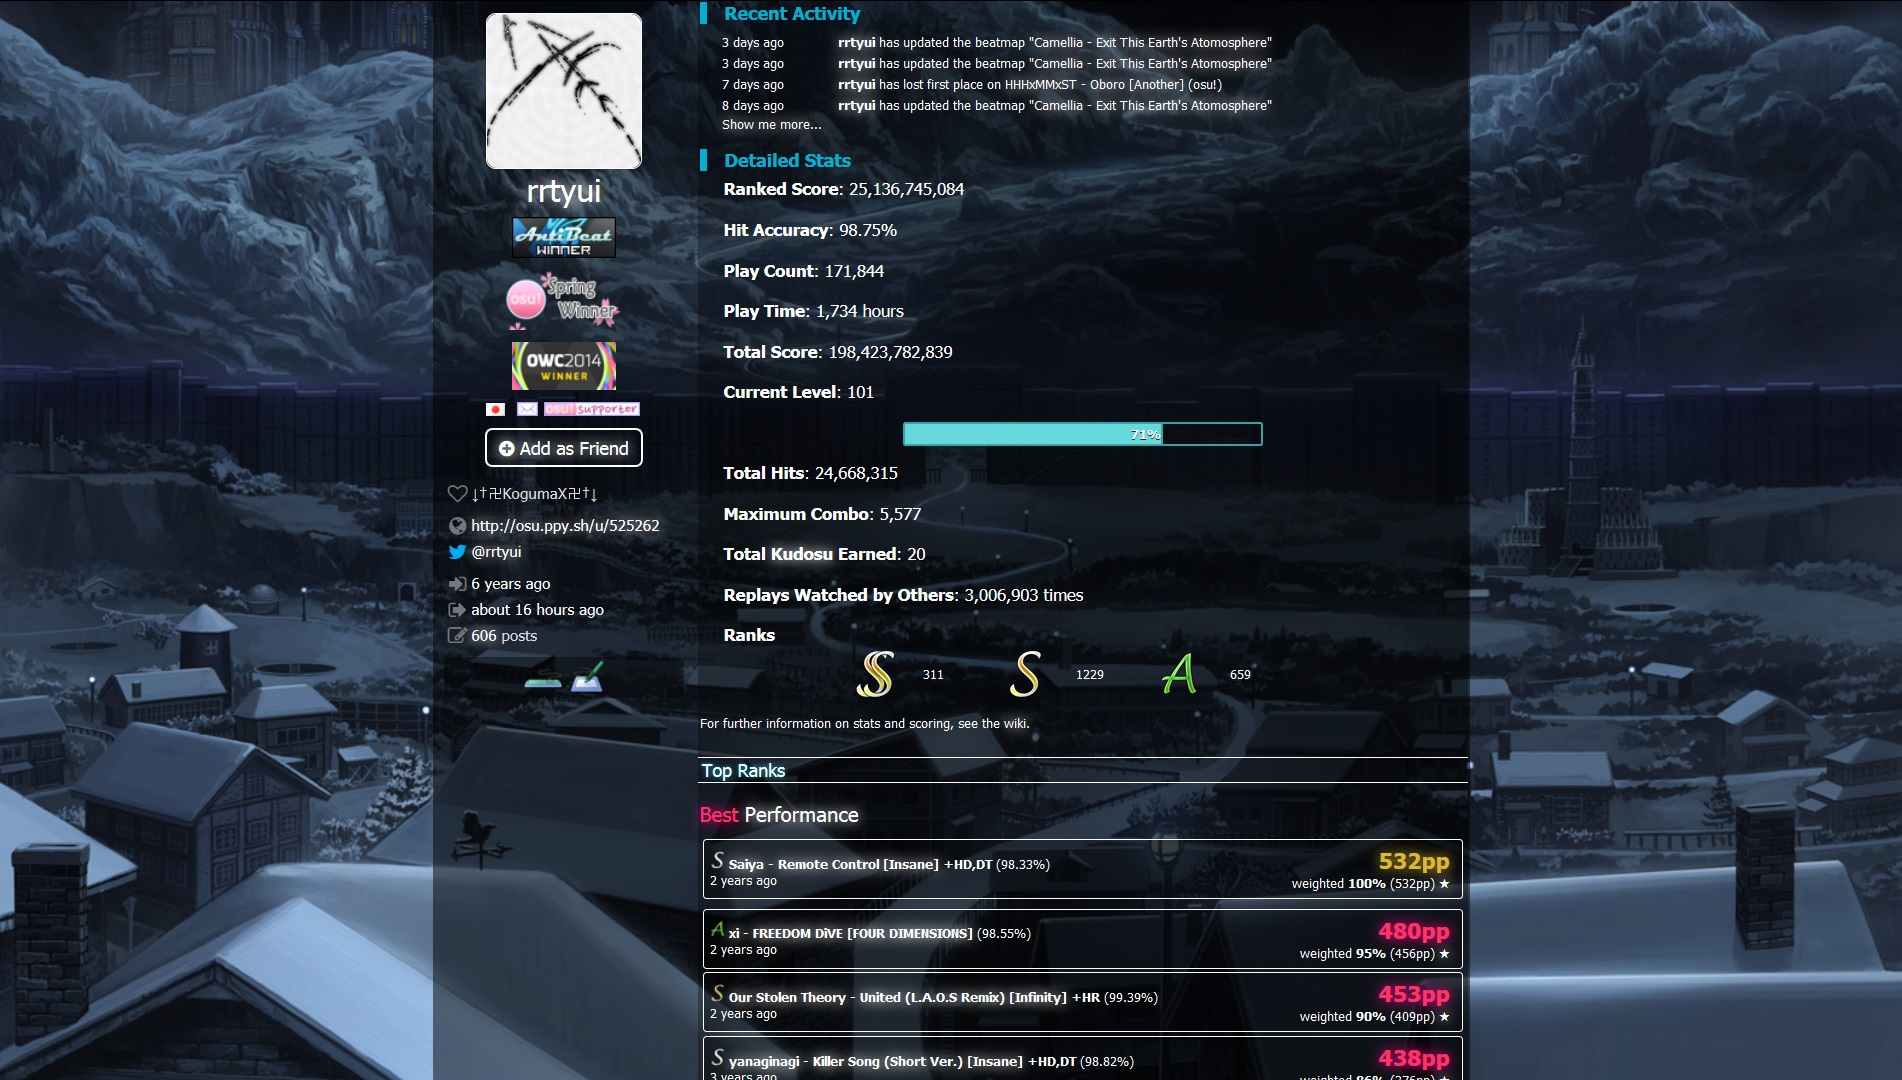 rrtyui
AntiBeat
WINNER
osu!
Spring
Winner
OWC2014
WINNER
osu!supporter
Add as Friend
↓†卍KogumaX卍†↓
http://osu.ppy.sh/u/525262
@rrtyui
6 years ago
about 16 hours ago
606 posts
Recent Activity
3 days ago rrtyui has updated the beatmap "Camellia - Exit This Earth's Atomosphere"
3 days ago rrtyui has updated the beatmap "Camellia - Exit This Earth's Atomosphere"
7 days ago rrtyui has lost first place on HHHxMMxST - Oboro [Another] (osu!)
8 days ago rrtyui has updated the beatmap "Camellia - Exit This Earth's Atomosphere"
Show me more...
Detailed Stats
Ranked Score: 25,136,745,084
Hit Accuracy: 98.75%
Play Count: 171,844
Play Time: 1,734 hours
Total Score: 198,423,782,839
Current Level: 101
71%
Total Hits: 24,668,315
Maximum Combo: 5,577
Total Kudosu Earned: 20
Replays Watched by Others: 3,006,903 times
Ranks
SS 311 S 1229 A 659
For further information on stats and scoring, see the wiki.
Top Ranks
Best Performance
S Saiya - Remote Control [Insane] +HD,DT (98.33%) 532pp
2 years ago weighted 100% (532pp) ★
A xi - FREEDOM DiVE [FOUR DIMENSIONS] (98.55%) 480pp
2 years ago weighted 95% (456pp) ★
S Our Stolen Theory - United (L.A.O.S Remix) [Infinity] +HR (99.39%) 453pp
2 years ago weighted 90% (409pp) ★
S yanaginagi - Killer Song (Short Ver.) [Insane] +HD,DT (98.82%) 438pp
3 years ago weighted 86% (376pp) ★